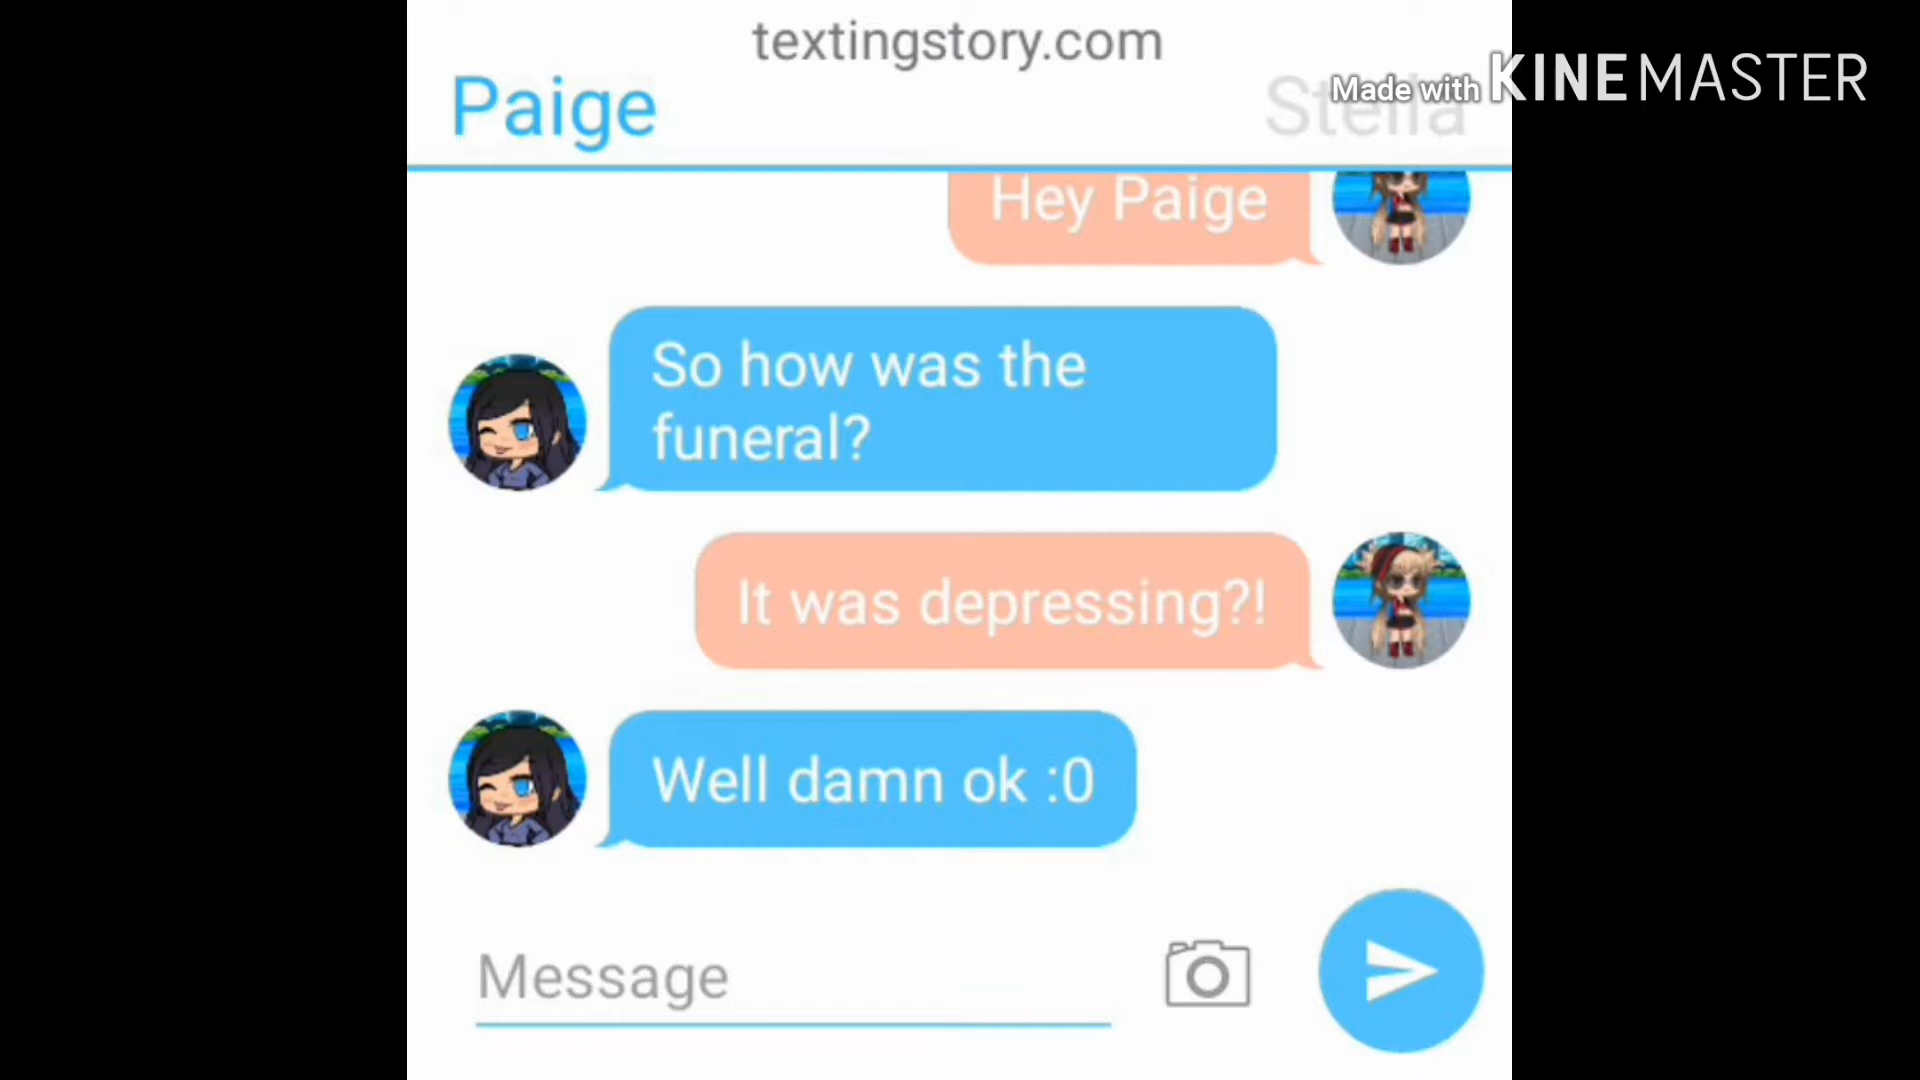 textingstory.com
Made with KINEMASTER
Paige
Stella
Hey Paige
So how was the
funeral?
It was depressing?!
Well damn ok :0
Message